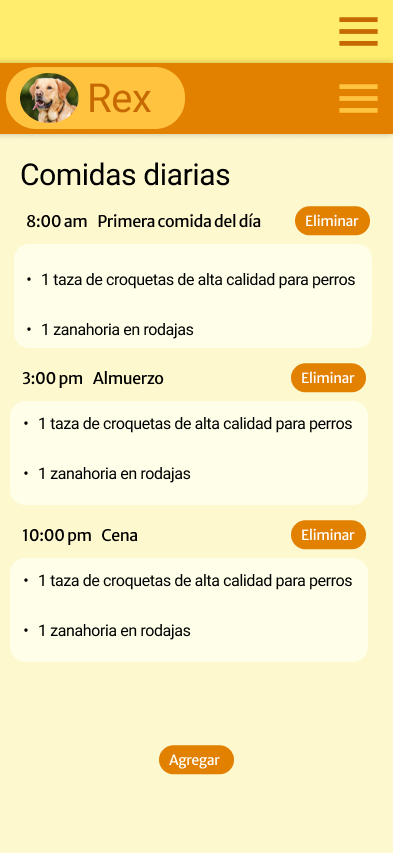 Rex
Comidas diarias
8:00 am Primera comida del día Eliminar
• 1 taza de croquetas de alta calidad para perros
• 1 zanahoria en rodajas
3:00 pm Almuerzo Eliminar
• 1 taza de croquetas de alta calidad para perros
• 1 zanahoria en rodajas
10:00 pm Cena Eliminar
• 1 taza de croquetas de alta calidad para perros
• 1 zanahoria en rodajas
Agregar